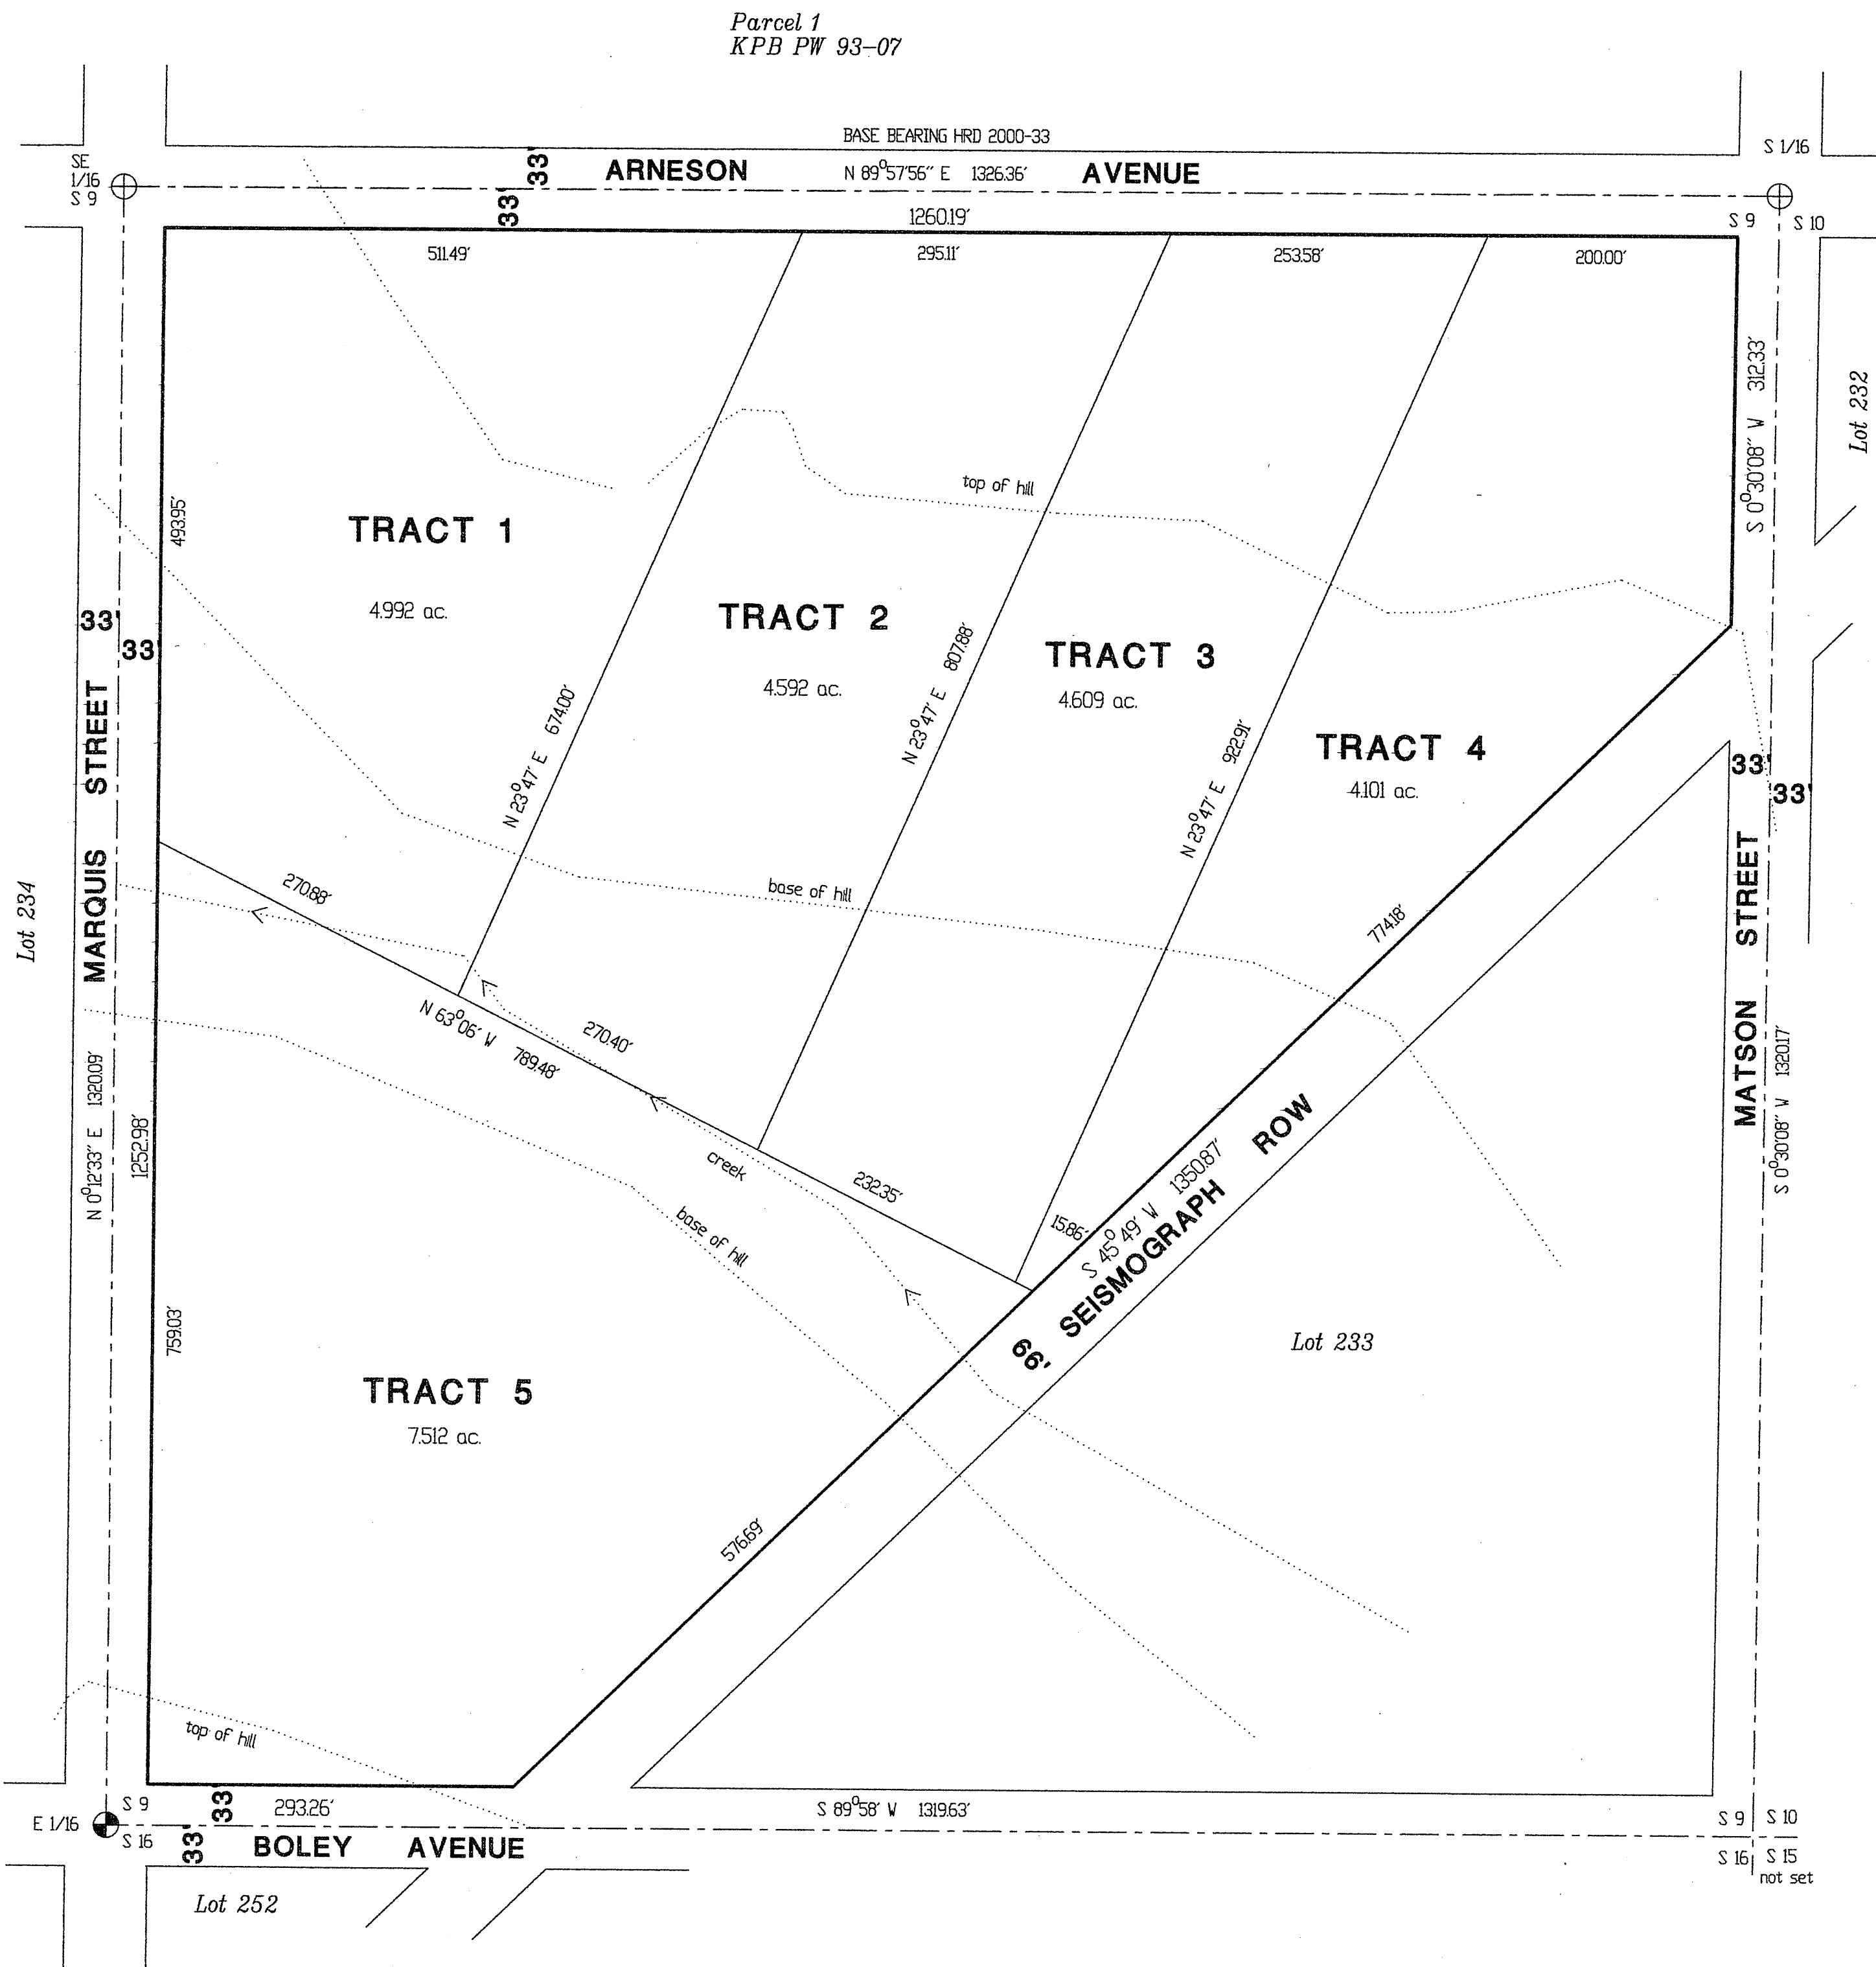 Parcel 1
KPB PW 93-07
BASE BEARING HRD 2000-33
SE
1/16
S 9
S 1/16
33'
33'
ARNESON AVENUE
N 89°57'56" E 1326.36'
1260.19'
S 9
S 10
511.49'
295.11'
253.58'
200.00'
S 0°30'08" W 312.33'
Lot 232
top of hill
493.95'
TRACT 1
4.992 ac.
TRACT 2
4.592 ac.
TRACT 3
4.609 ac.
TRACT 4
4.101 ac.
33'
33'
MARQUIS STREET
N 23°47' E 674.00'
N 23°47' E 807.88'
N 23°47' E 922.91'
33'
33'
MATSON STREET
Lot 234
270.88'
base of hill
774.18'
N 63°06' W 789.48'
270.40'
N 0°12'33" E 1320.09'
1252.98'
S 0°30'08" W 1320.17'
creek
232.35'
15.86'
base of hill
S 45°49' W 1350.87'
66' SEISMOGRAPH ROW
Lot 233
759.03'
TRACT 5
7.512 ac.
576.69'
top of hill
S 9
33'
33'
293.26'
S 89°58' W 1319.63'
E 1/16
S 16
BOLEY AVENUE
S 9
S 10
S 16
S 15
not set
Lot 252